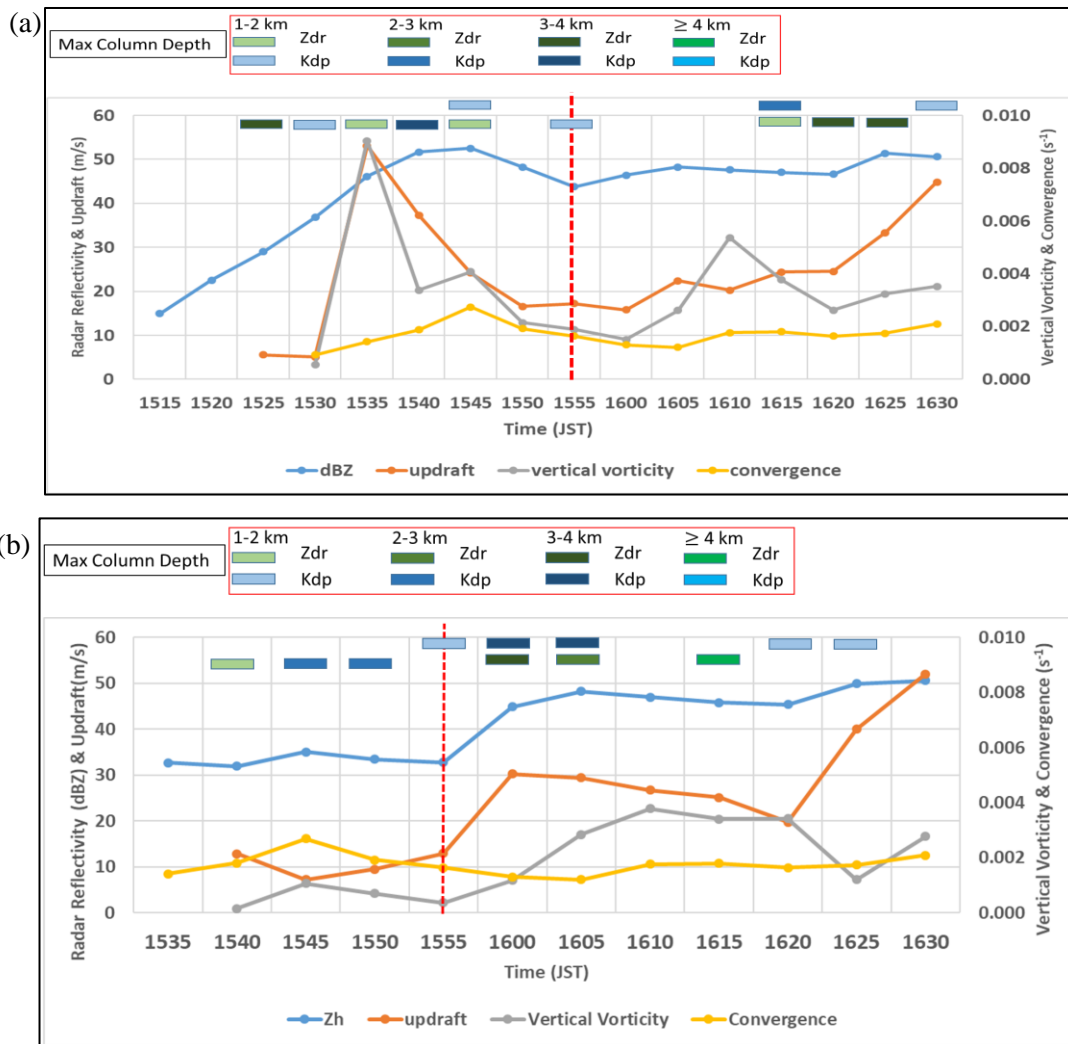 (a)
1-2 km 2-3 km 3-4 km ≥ 4 km
Max Column Depth Zdr Zdr Zdr Zdr
Kdp Kdp Kdp Kdp
Radar Reflectivity & Updraft (m/s)
60
50
40
30
20
10
0
0.010
0.008
0.006
0.004
0.002
0.000
Vertical Vorticity & Convergence (s⁻¹)
1515 1520 1525 1530 1535 1540 1545 1550 1555 1600 1605 1610 1615 1620 1625 1630
Time (JST)
dBZ updraft vertical vorticity convergence
(b)
1-2 km 2-3 km 3-4 km ≥ 4 km
Max Column Depth Zdr Zdr Zdr Zdr
Kdp Kdp Kdp Kdp
Radar Reflectivity (dBZ) & Updraft(m/s)
60
50
40
30
20
10
0
0.010
0.008
0.006
0.004
0.002
0.000
Vertical Vorticity & Convergence (s⁻¹)
1535 1540 1545 1550 1555 1600 1605 1610 1615 1620 1625 1630
Time (JST)
Zh updraft Vertical Vorticity Convergence